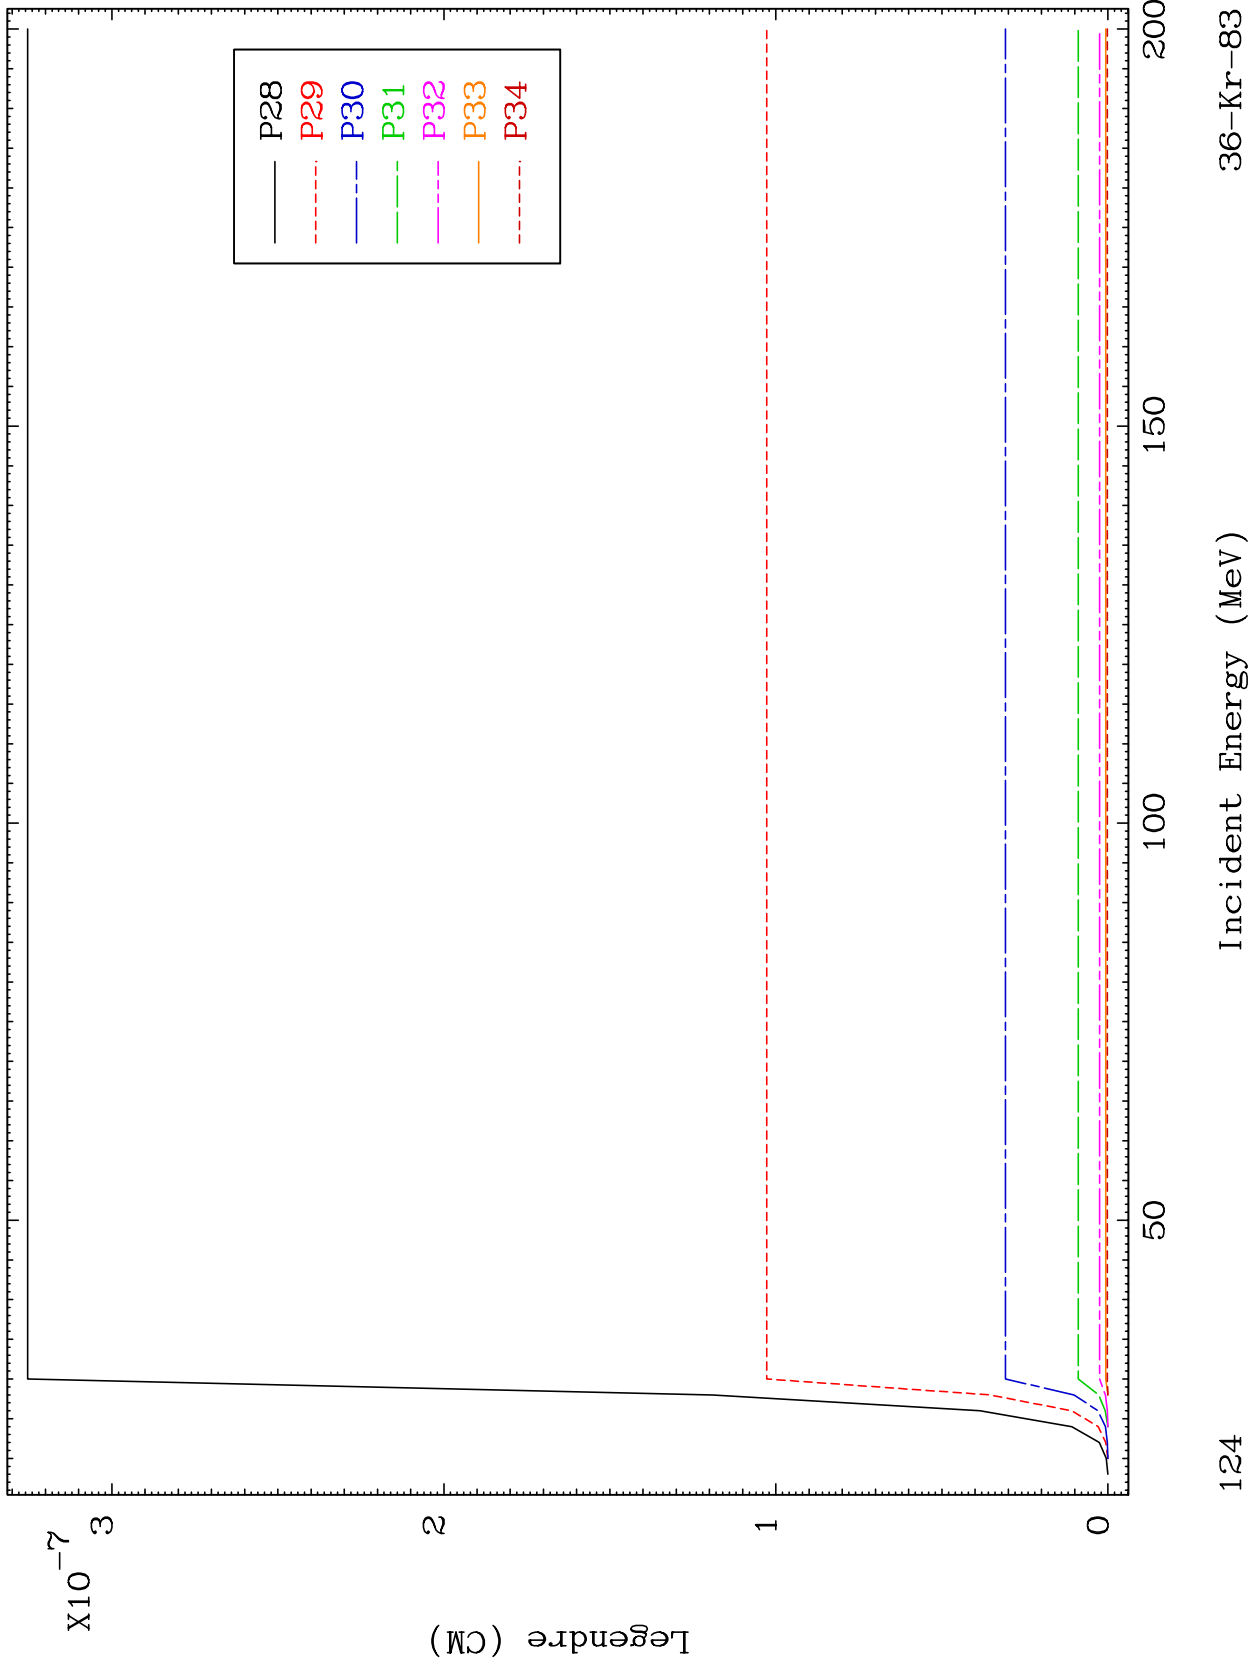 X10-7
3
2
1
0
Legendre (CM)
P28
P29
P30
P31
P32
P33
P34
50
100
150
200
Incident Energy (MeV)
124
36-Kr-83